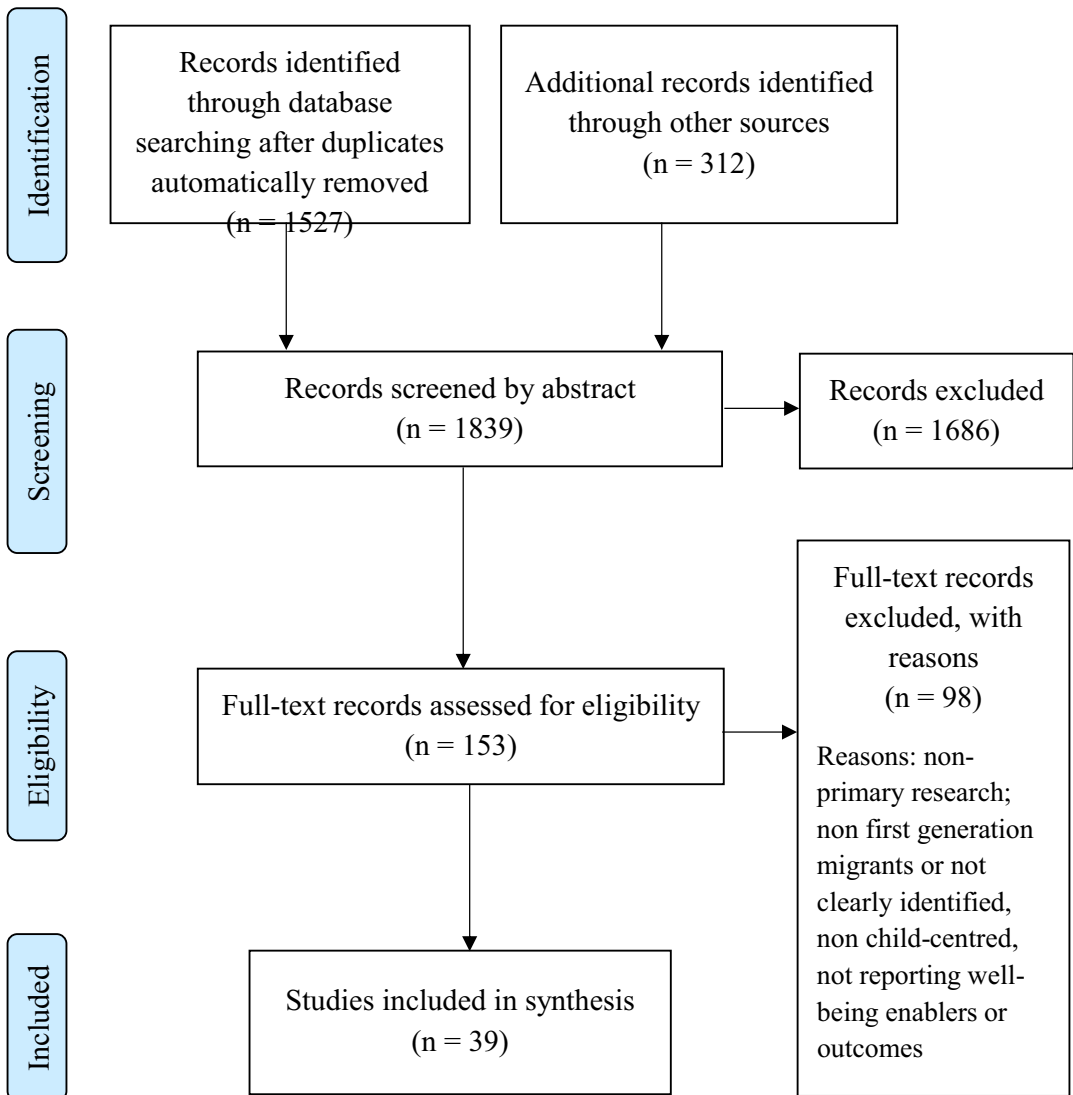 Identification
Records identified
through database
searching after duplicates
automatically removed
(n = 1527)
Additional records identified
through other sources
(n = 312)
Screening
Records screened by abstract
(n = 1839)
Records excluded
(n = 1686)
Eligibility
Full-text records assessed for eligibility
(n = 153)
Full-text records
excluded, with
reasons
(n = 98)
Reasons: non-
primary research;
non first generation
migrants or not
clearly identified,
non child-centred,
not reporting well-
being enablers or
outcomes
Included
Studies included in synthesis
(n = 39)